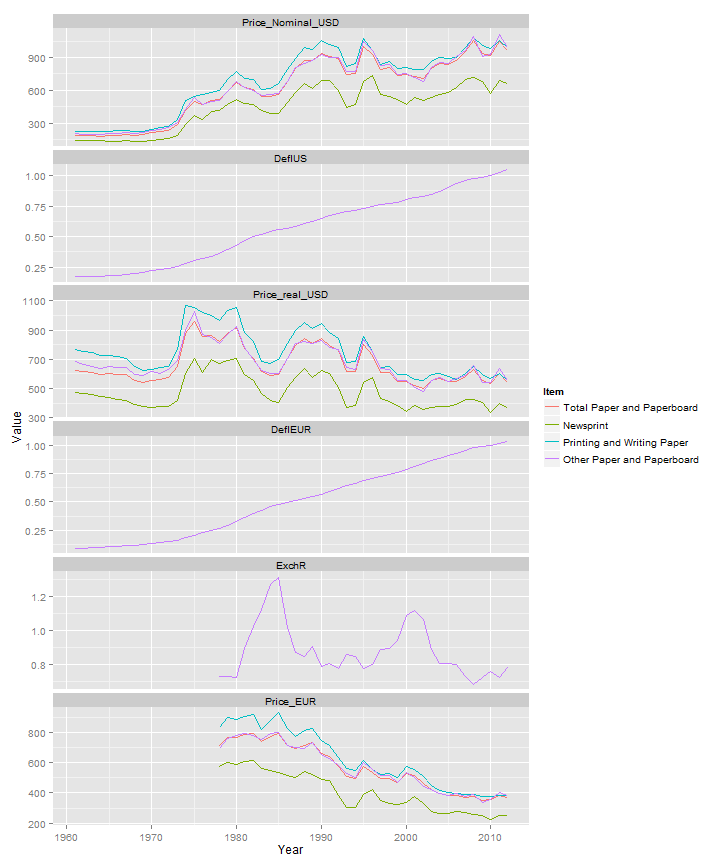 Price_Nominal_USD
900
600
300
DeflUS
1.00
0.75
0.50
0.25
Price_real_USD
1100
900
700
500
300
Value
DeflEUR
1.00
0.75
0.50
0.25
ExchR
1.2
1.0
0.8
Price_EUR
800
600
400
200
1960 1970 1980 1990 2000 2010
Year
Item
Total Paper and Paperboard
Newsprint
Printing and Writing Paper
Other Paper and Paperboard